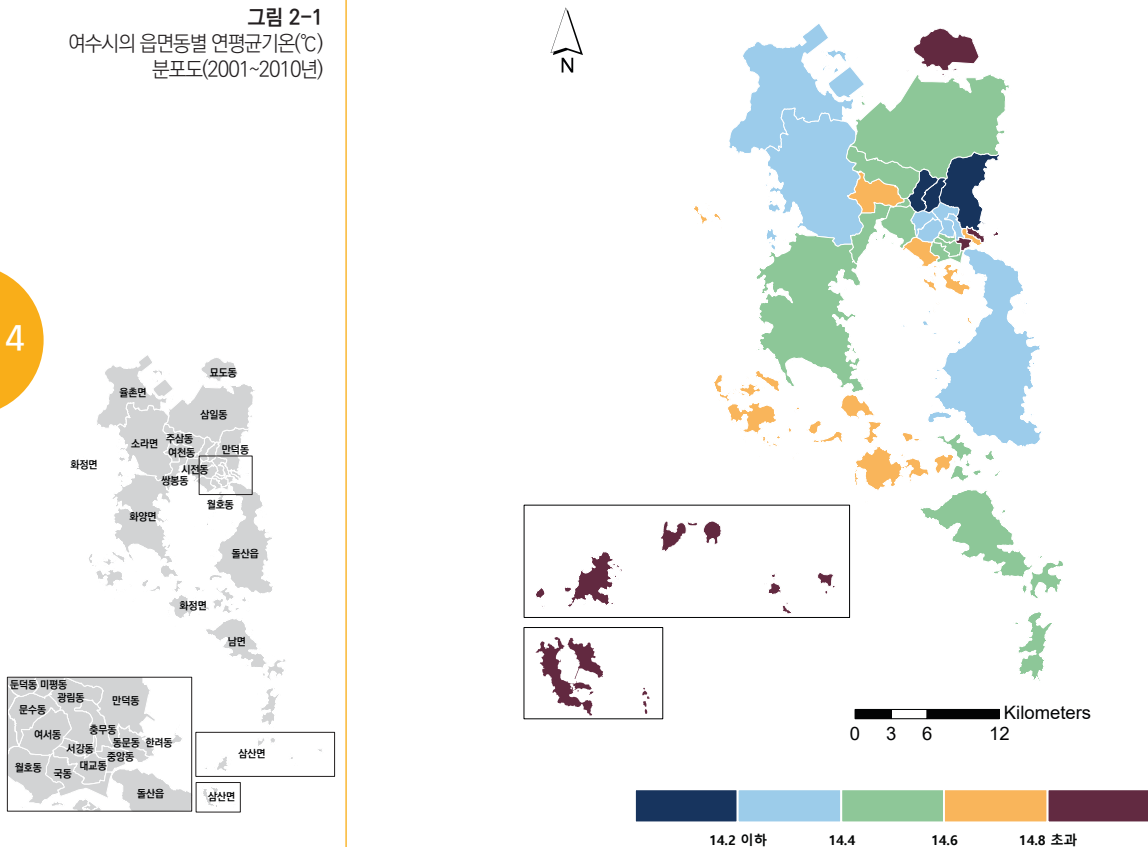 그림 2-1
여수시의 읍면동별 연평균기온(℃)
분포도(2001~2010년)
N
4
묘도동
율촌면
삼일동
주삼동
소라면
만덕동
여천동
화정면
시전동
쌍봉동
월호동
화양면
돌산읍
화정면
남면
둔덕동 미평동
광림동
만덕동
문수동
충무동
여서동
동문동
한려동
서강동
중앙동
월호동
대교동
국동
돌산읍
삼산면
삼산면
Kilometers
0 3 6 12
14.2 이하 14.4 14.6 14.8 초과